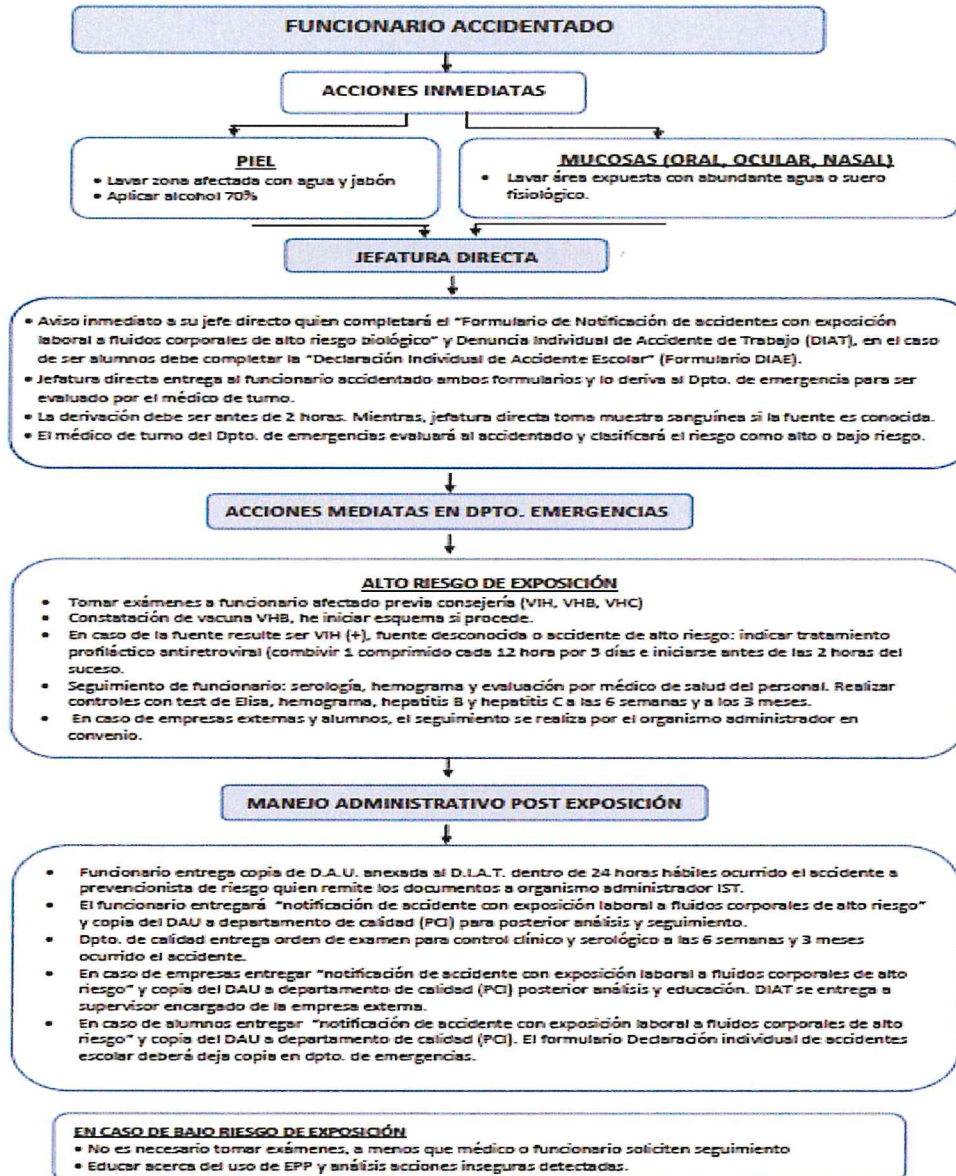 FUNCIONARIO ACCIDENTADO
ACCIONES INMEDIATAS
PIEL
• Lavar zona afectada con agua y jabón
• Aplicar alcohol 70%
MUCOSAS (ORAL, OCULAR, NASAL)
• Lavar área expuesta con abundante agua o suero
fisiológico.
JEFATURA DIRECTA
• Aviso inmediato a su jefe directo quien completará el "Formulario de Notificación de accidentes con exposición
laboral a fluidos corporales de alto riesgo biológico" y Denuncia Individual de Accidente de Trabajo (DIAT), en el caso
de ser alumnos debe completar la "Declaración Individual de Accidente Escolar" (Formulario DIAE).
• Jefatura directa entrega al funcionario accidentado ambos formularios y lo deriva al Dpto. de emergencia para ser
evaluado por el médico de turno.
• La derivación debe ser antes de 2 horas. Mientras, jefatura directa toma muestra sanguínea si la fuente es conocida.
• El médico de turno del Dpto. de emergencias evaluará al accidentado y clasificará el riesgo como alto o bajo riesgo.
ACCIONES MEDIATAS EN DPTO. EMERGENCIAS
ALTO RIESGO DE EXPOSICIÓN
• Tomar exámenes a funcionario afectado previa consejería (VIH, VHB, VHC)
• Constatación de vacuna VHB, he iniciar esquema si procede.
• En caso de la fuente resulte ser VIH (+), fuente desconocida o accidente de alto riesgo: indicar tratamiento
profiláctico antiretroviral (combivir 1 comprimido cada 12 hora por 5 días e iniciarse antes de las 2 horas del
suceso.
• Seguimiento de funcionario: serología, hemograma y evaluación por médico de salud del personal. Realizar
controles con test de Elisa, hemograma, hepatitis B y hepatitis C a las 6 semanas y a los 3 meses.
• En caso de empresas externas y alumnos, el seguimiento se realiza por el organismo administrador en
convenio.
MANEJO ADMINISTRATIVO POST EXPOSICIÓN
• Funcionario entrega copia de D.A.U. anexada al D.I.A.T. dentro de 24 horas hábiles ocurrido el accidente a
prevencionista de riesgo quien remite los documentos a organismo administrador IST.
• El funcionario entregará "notificación de accidente con exposición laboral a fluidos corporales de alto riesgo"
y copia del DAU a departamento de calidad (PCI) para posterior análisis y seguimiento.
• Dpto. de calidad entrega orden de examen para control clínico y serológico a las 6 semanas y 3 meses
ocurrido el accidente.
• En caso de empresas entregar "notificación de accidente con exposición laboral a fluidos corporales de alto
riesgo" y copia del DAU a departamento de calidad (PCI) posterior análisis y educación. DIAT se entrega a
supervisor encargado de la empresa externa.
• En caso de alumnos entregar "notificación de accidente con exposición laboral a fluidos corporales de alto
riesgo" y copia del DAU a departamento de calidad (PCI). El formulario Declaración individual de accidentes
escolar deberá deja copia en dpto. de emergencias.
EN CASO DE BAJO RIESGO DE EXPOSICIÓN
• No es necesario tomar exámenes, a menos que médico o funcionario soliciten seguimiento
• Educar acerca del uso de EPP y análisis acciones inseguras detectadas.